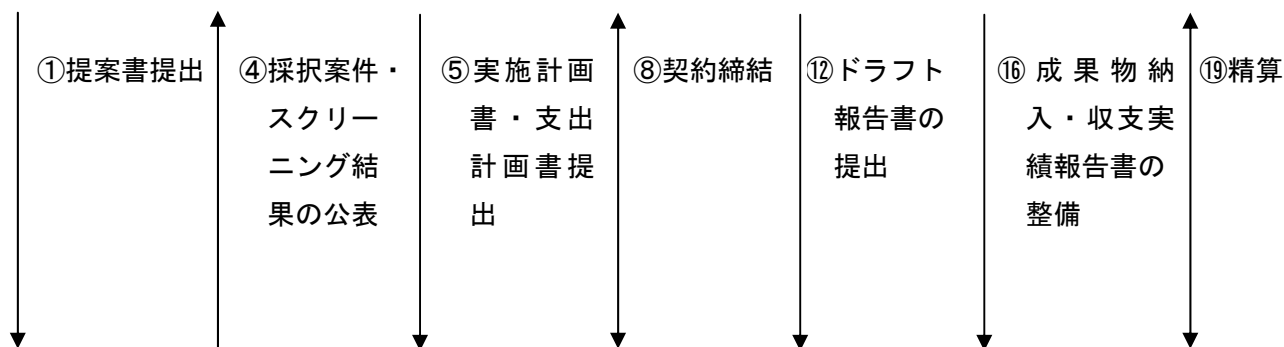 ①提案書提出
④採択案件・
スクリー
ニング結
果の公表
⑤実施計画
書・支出
計画書提
出
⑧契約締結
⑫ドラフト
報告書の
提出
⑯成果物納
入・収支実
績報告書の
整備
⑲精算